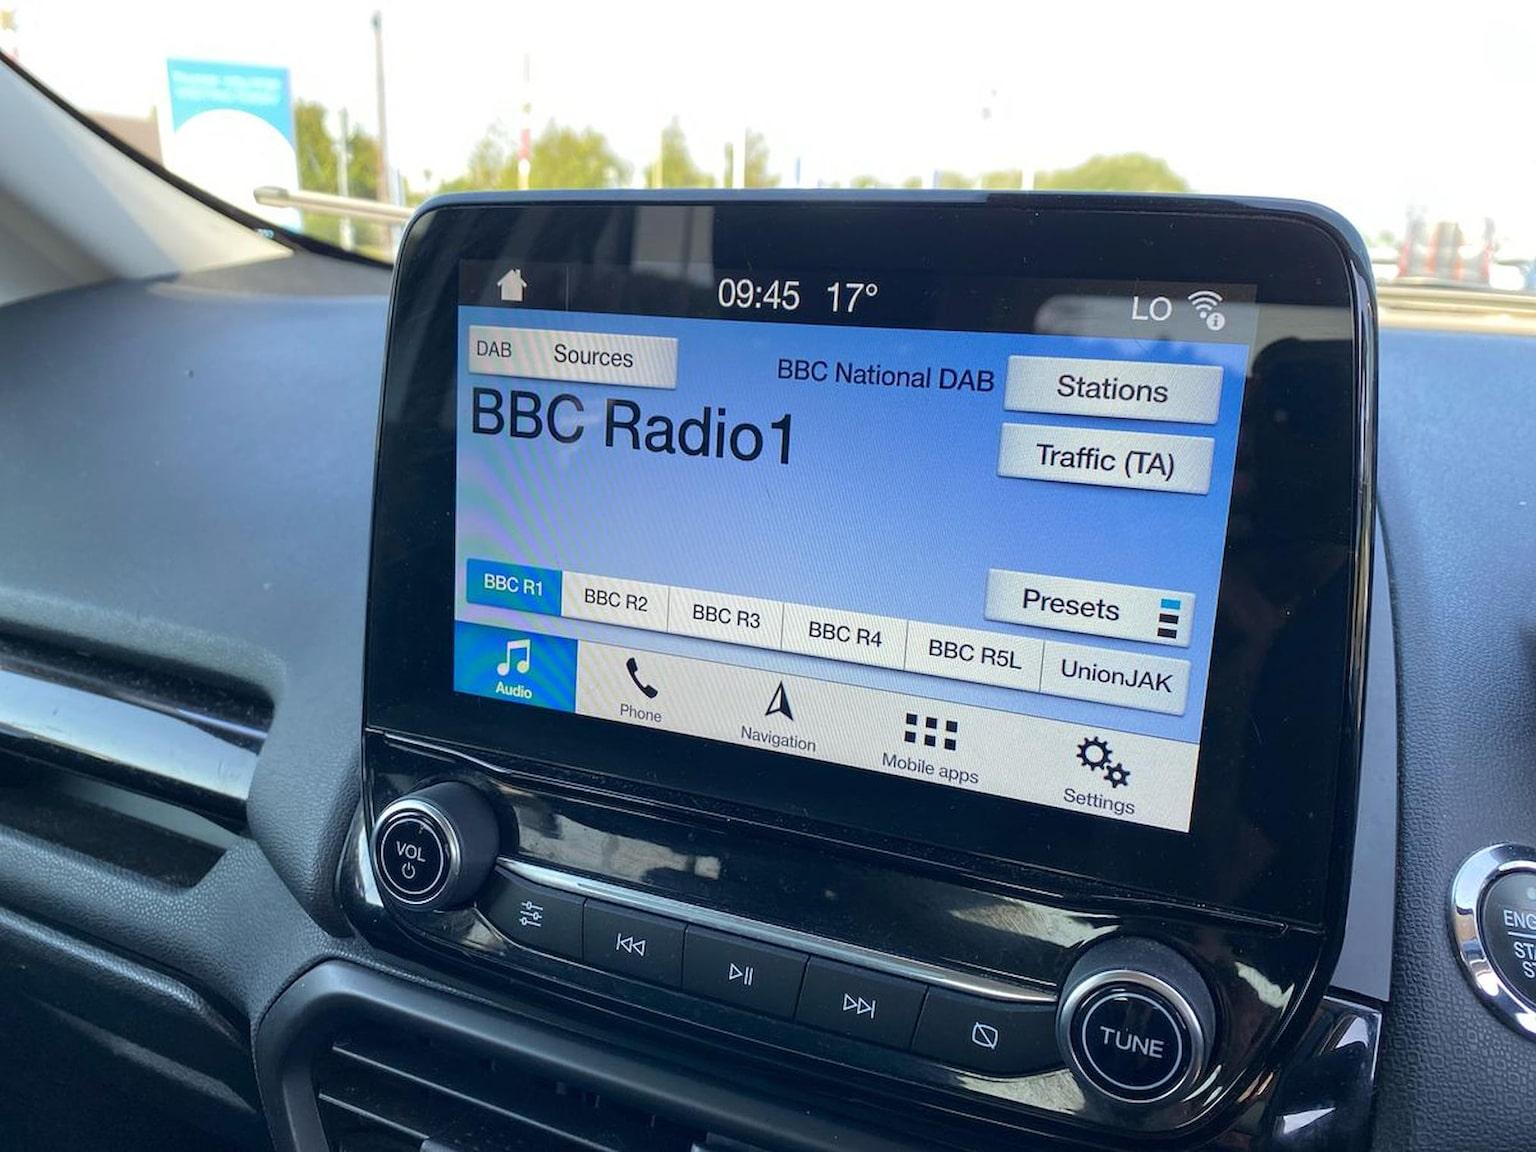 09:45 17° LO
DAB Sources
BBC National DAB
Stations
BBC Radio1
Traffic (TA)
Presets
BBC R1 BBC R2 BBC R3 BBC R4 BBC R5L UnionJAK
Audio Phone Navigation Mobile apps Settings
VOL
TUNE